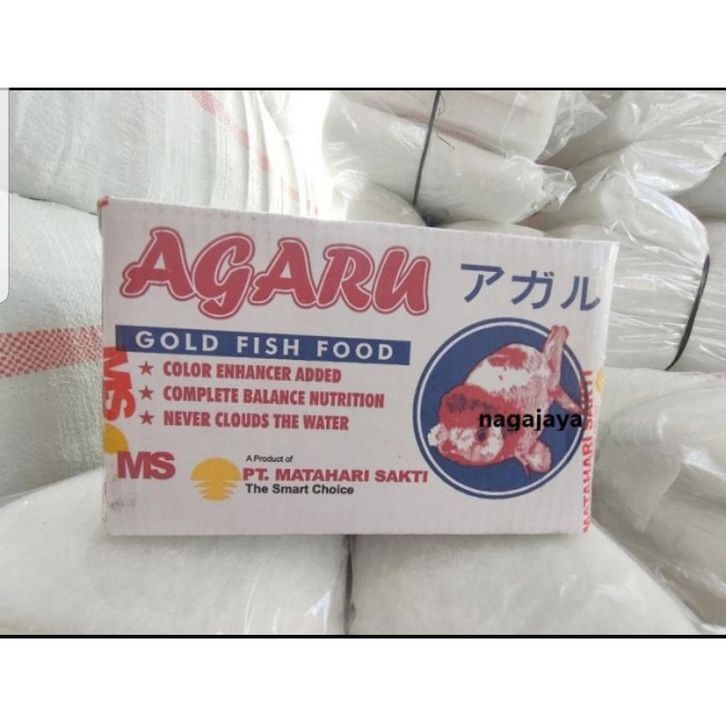 AGARU アガル
GOLD FISH FOOD
★ COLOR ENHANCER ADDED
★ COMPLETE BALANCE NUTRITION
★ NEVER CLOUDS THE WATER
nagajaya
MS
A Product of
PT. MATAHARI SAKTI
The Smart Choice
MS
MATAHARI SAKTI